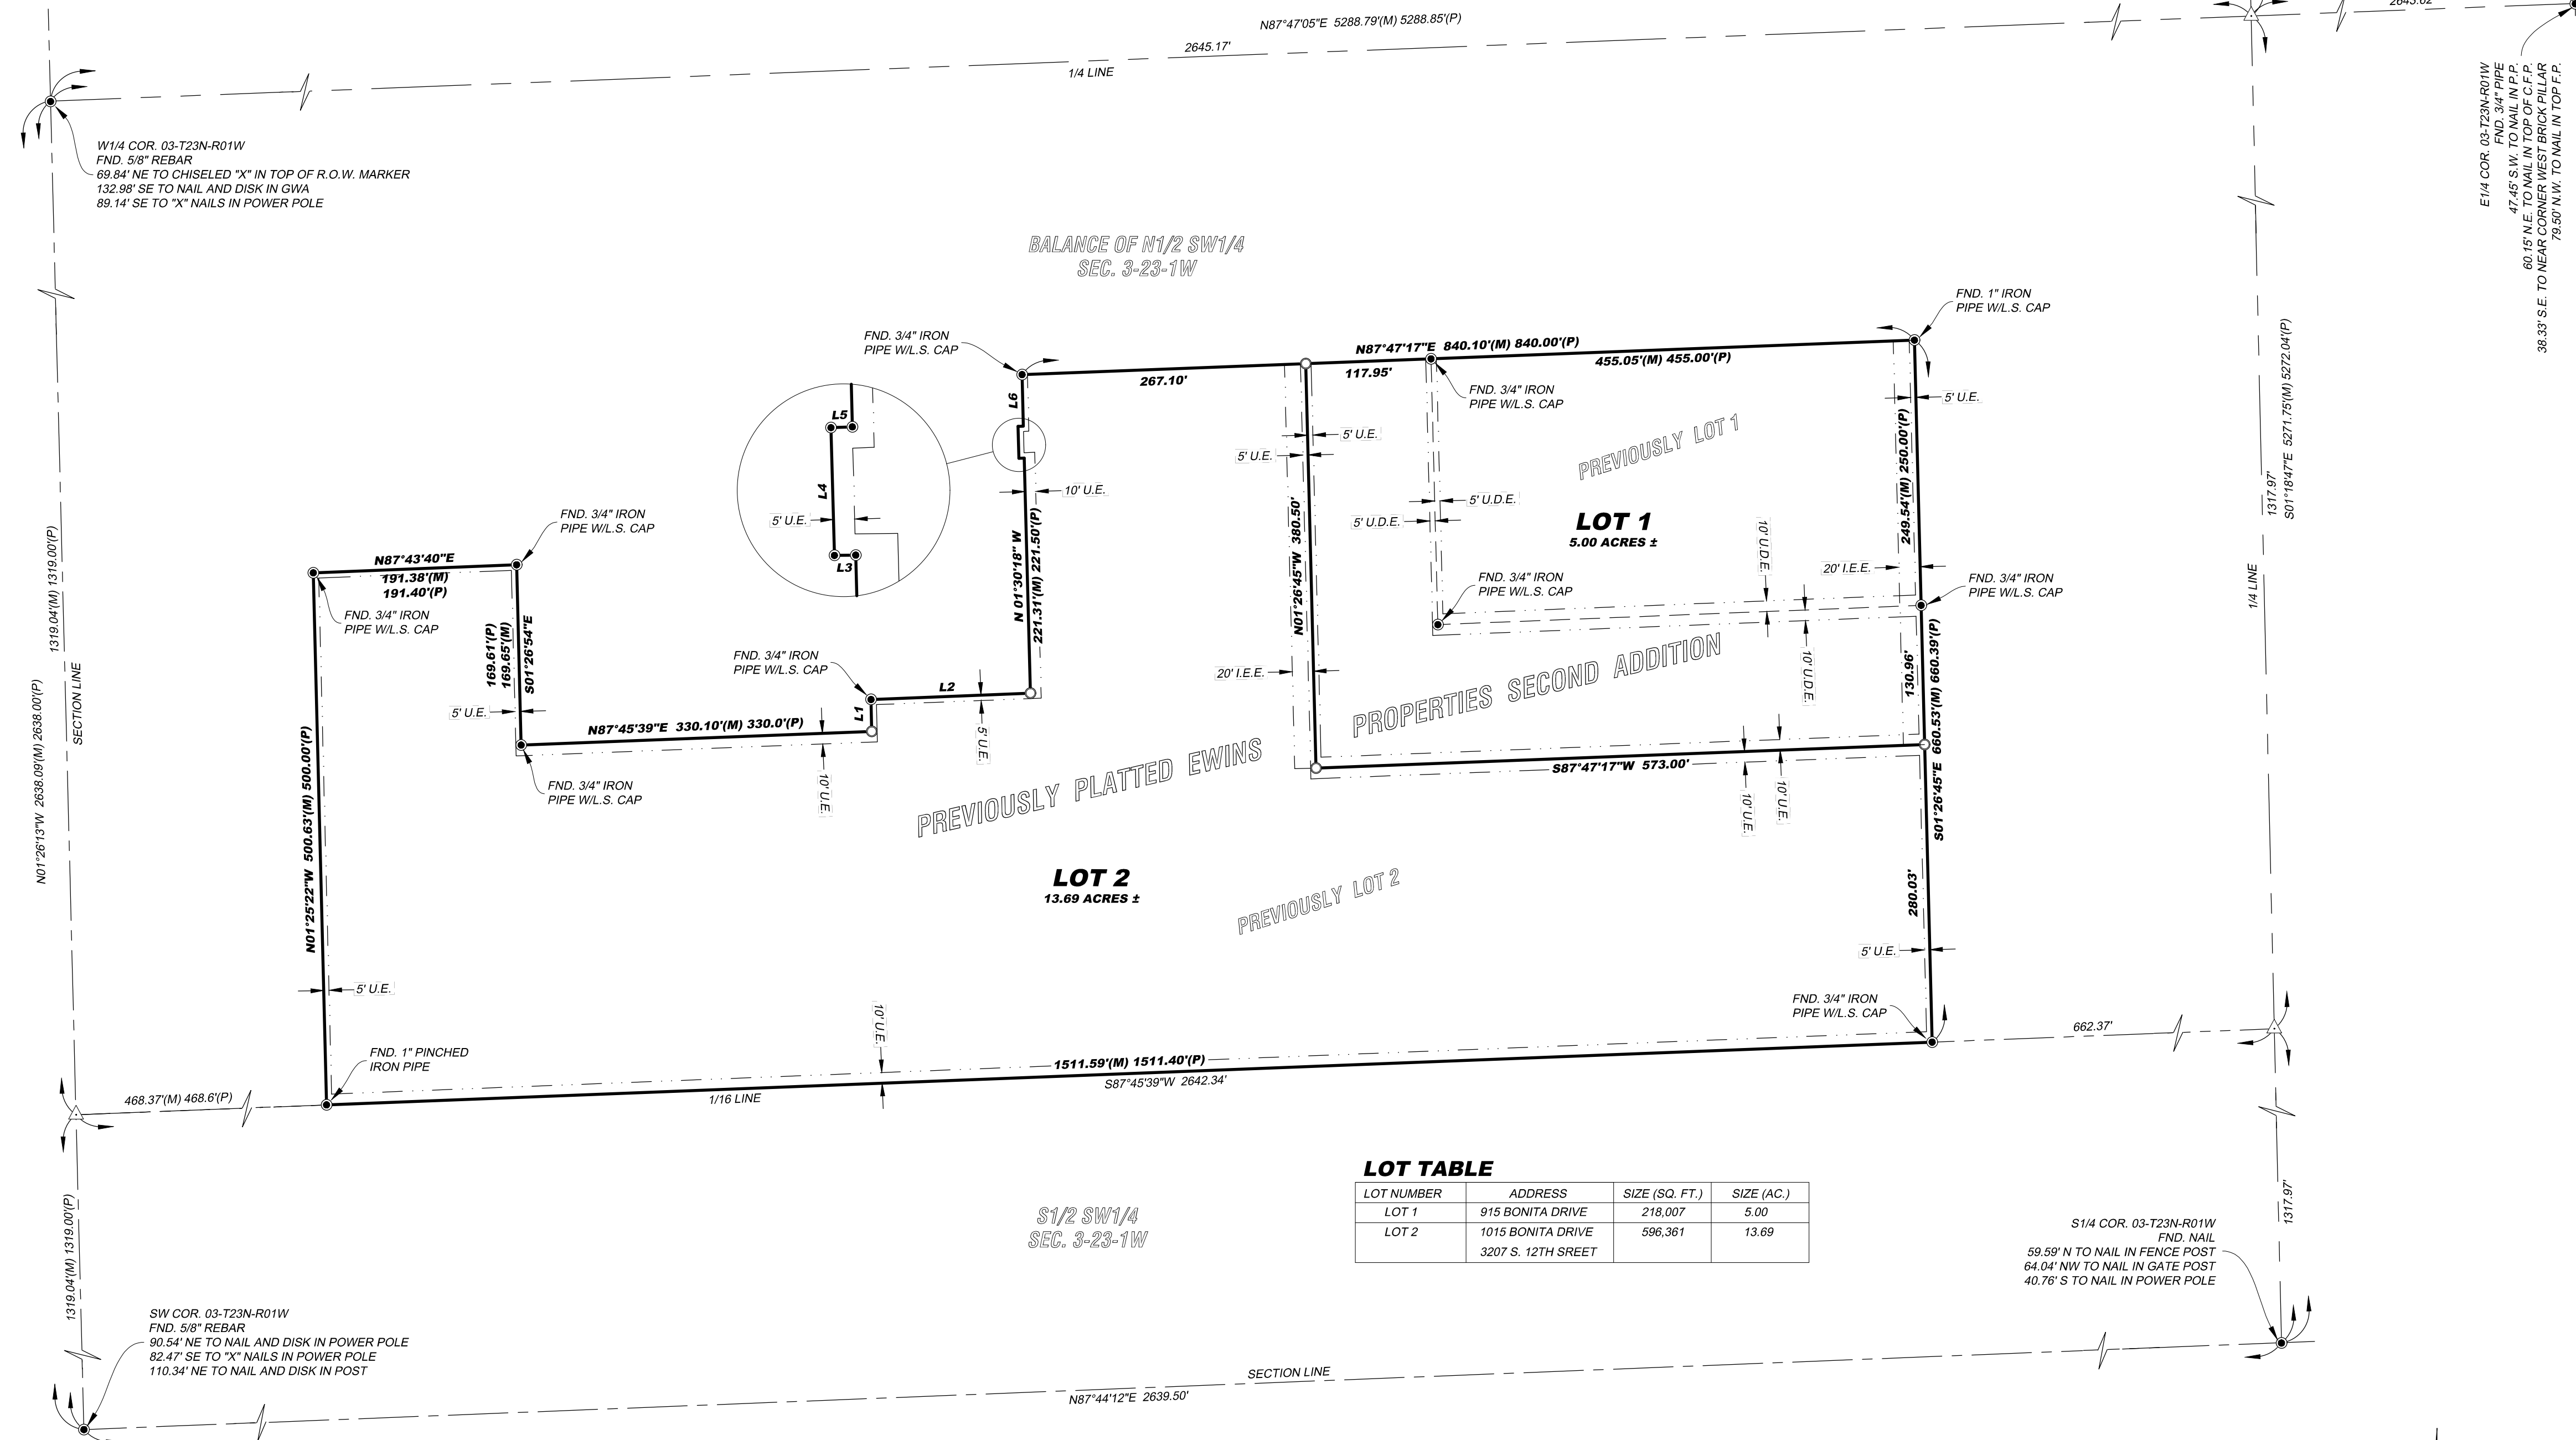 N87°47'05"E 5288.79'(M) 5288.85'(P)
2645.17'
1/4 LINE
W1/4 COR. 03-T23N-R01W
FND. 5/8" REBAR
69.84' NE TO CHISELED "X" IN TOP OF R.O.W. MARKER
132.98' SE TO NAIL AND DISK IN GWA
89.14' SE TO "X" NAILS IN POWER POLE
E1/4 COR. 03-T23N-R01W
FND. 3/4" PIPE
47.45' S.W. TO NAIL IN P.P.
60.15' N.E. TO NAIL IN TOP OF C.F.P.
38.33' S.E. TO NEAR CORNER WEST BRICK PILLAR
79.50' N.W. TO NAIL IN TOP F.P.
BALANCE OF N1/2 SW1/4
SEC. 3-23-1W
FND. 1" IRON
PIPE W/L.S. CAP
FND. 3/4" IRON
PIPE W/L.S. CAP
N87°47'17"E 840.10'(M) 840.00'(P)
267.10'
117.95'
455.05'(M) 455.00'(P)
FND. 3/4" IRON
PIPE W/L.S. CAP
5' U.E.
L6
L5
L4
5' U.E.
L3
5' U.E.
5' U.E.
10' U.E.
PREVIOUSLY LOT 1
5' U.D.E.
5' U.D.E.
LOT 1
5.00 ACRES ±
10' U.D.E.
20' I.E.E.
249.54'(M) 250.00'(P)
1317.97'
S01°18'47"E 5271.75'(M) 5272.04'(P)
1/4 LINE
FND. 3/4" IRON
PIPE W/L.S. CAP
N87°43'40"E
191.38'(M)
191.40'(P)
FND. 3/4" IRON
PIPE W/L.S. CAP
169.61'(P)
169.65'(M)
S01°26'54"E
N 01°30'18" W
221.31'(M) 221.50'(P)
N01°26'45"W 380.50'
FND. 3/4" IRON
PIPE W/L.S. CAP
FND. 3/4" IRON
PIPE W/L.S. CAP
1319.04'(M) 1319.00'(P)
SECTION LINE
N01°26'13"W 2638.09'(M) 2638.00'(P)
FND. 3/4" IRON
PIPE W/L.S. CAP
20' I.E.E.
PROPERTIES SECOND ADDITION
10' U.D.E.
130.96'
S01°26'45"E 660.53'(M) 660.39'(P)
L2
L1
5' U.E.
N87°45'39"E 330.10'(M) 330.0'(P)
5' U.E.
10' U.E.
FND. 3/4" IRON
PIPE W/L.S. CAP
PREVIOUSLY PLATTED EWINS
S87°47'17"W 573.00'
10' U.E.
10' U.E.
N01°25'22"W 500.63'(M) 500.00'(P)
LOT 2
13.69 ACRES ±
PREVIOUSLY LOT 2
280.03'
5' U.E.
5' U.E.
10' U.E.
FND. 3/4" IRON
PIPE W/L.S. CAP
FND. 1" PINCHED
IRON PIPE
1511.59'(M) 1511.40'(P)
S87°45'39"W 2642.34'
1/16 LINE
662.37'
468.37'(M) 468.6'(P)
1319.04'(M) 1319.00'(P)
S1/2 SW1/4
SEC. 3-23-1W
LOT TABLE
LOT NUMBER ADDRESS SIZE (SQ. FT.) SIZE (AC.)
LOT 1 915 BONITA DRIVE 218,007 5.00
LOT 2 1015 BONITA DRIVE 596,361 13.69
3207 S. 12TH SREET
1317.97'
S1/4 COR. 03-T23N-R01W
FND. NAIL
59.59' N TO NAIL IN FENCE POST
64.04' NW TO NAIL IN GATE POST
40.76' S TO NAIL IN POWER POLE
SW COR. 03-T23N-R01W
FND. 5/8" REBAR
90.54' NE TO NAIL AND DISK IN POWER POLE
82.47' SE TO "X" NAILS IN POWER POLE
110.34' NE TO NAIL AND DISK IN POST
SECTION LINE
N87°44'12"E 2639.50'